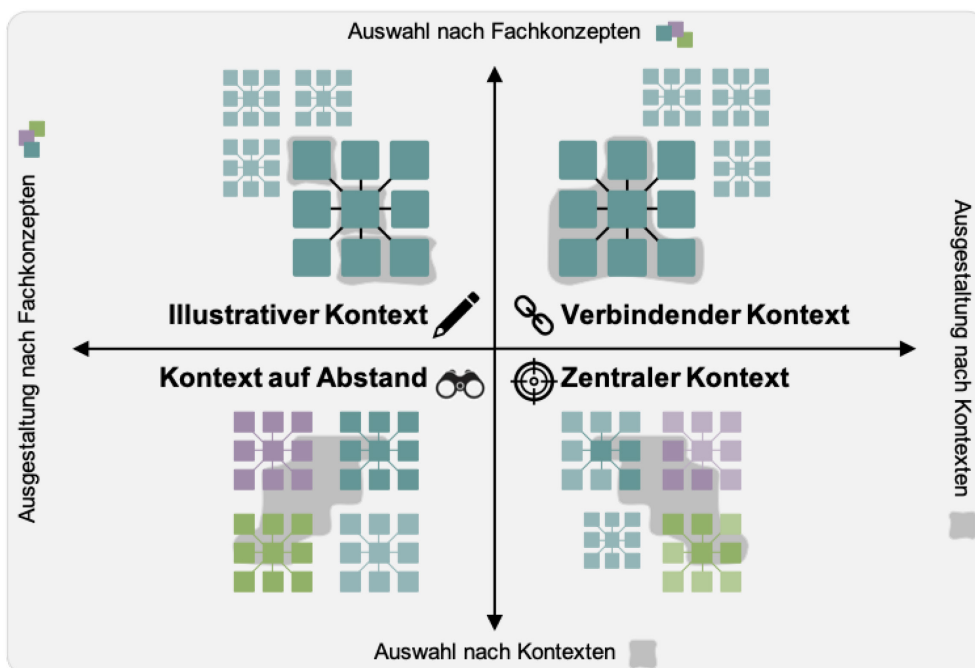 Auswahl nach Fachkonzepten
Ausgestaltung nach Fachkonzepten
Ausgestaltung nach Kontexten
Illustrativer Kontext
Verbindender Kontext
Kontext auf Abstand
Zentraler Kontext
Auswahl nach Kontexten